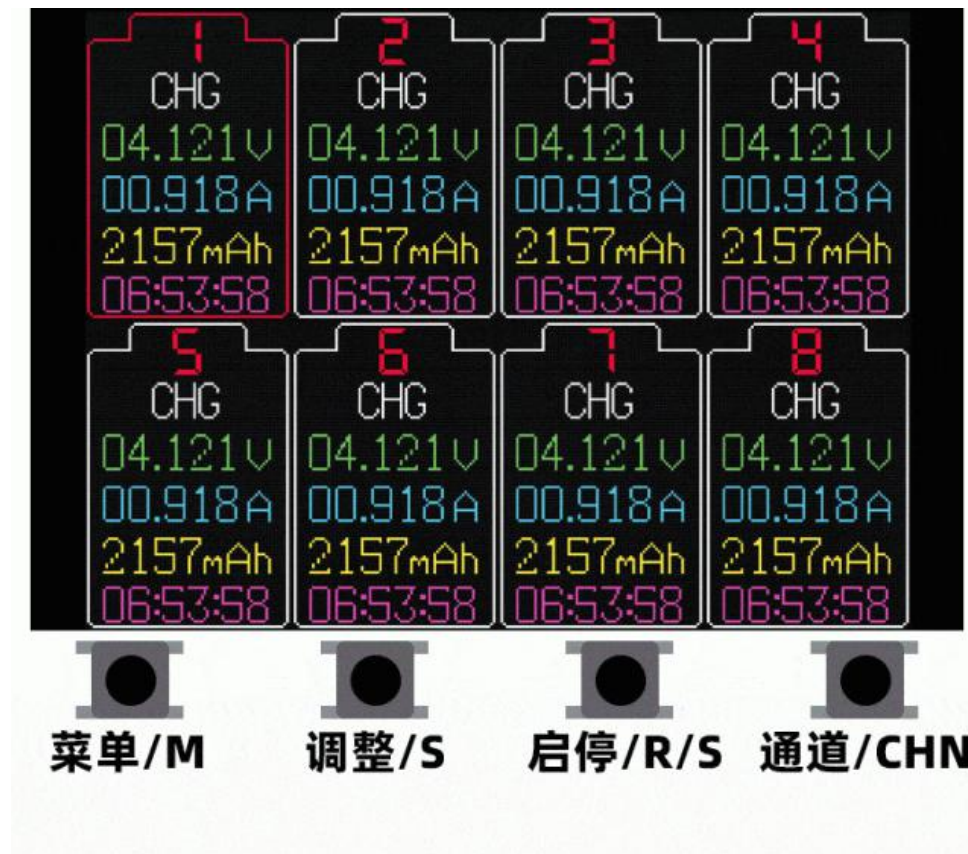 1 2 3 4
CHG CHG CHG CHG
04.121V 04.121V 04.121V 04.121V
00.918A 00.918A 00.918A 00.918A
2157mAh 2157mAh 2157mAh 2157mAh
06:53:58 06:53:58 06:53:58 06:53:58
5 6 7 8
CHG CHG CHG CHG
04.121V 04.121V 04.121V 04.121V
00.918A 00.918A 00.918A 00.918A
2157mAh 2157mAh 2157mAh 2157mAh
06:53:58 06:53:58 06:53:58 06:53:58
菜单/M 调整/S 启停/R/S 通道/CHN